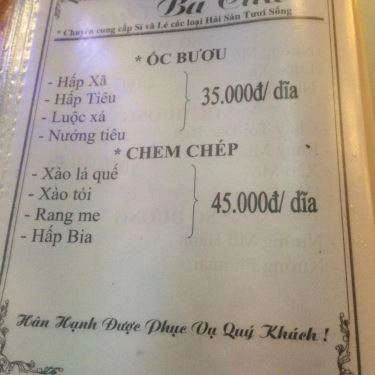 * Chuyên cung cấp Sỉ và Lẻ các loại Hải Sản Tươi Sống
* ỐC BƯƠU
- Hấp Xã
- Hấp Tiêu
- Luộc xả
- Nướng tiêu
35.000đ/ dĩa
* CHEM CHÉP
- Xào lá quế
- Xào tỏi
- Rang me
- Hấp Bia
45.000đ/ dĩa
Hân Hạnh Được Phục Vụ Quý Khách !